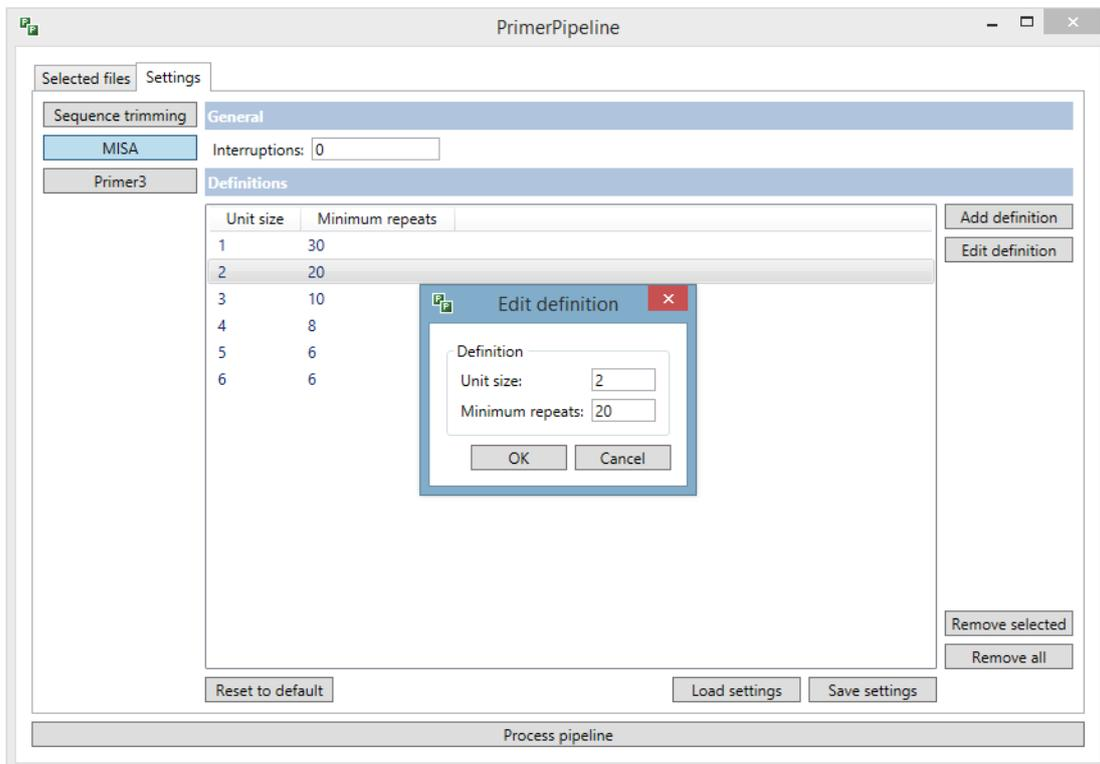 PrimerPipeline
Selected files Settings
Sequence trimming General
MISA Interruptions: 0
Primer3 Definitions
Unit size Minimum repeats Add definition
1 30 Edit definition
2 20
3 10
4 8
5 6
6 6
Edit definition
Definition
Unit size: 2
Minimum repeats: 20
OK Cancel
Remove selected
Remove all
Reset to default Load settings Save settings
Process pipeline